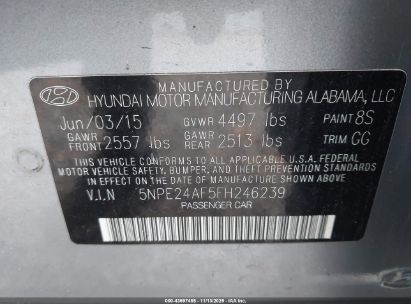 MANUFACTURED BY
HYUNDAI MOTOR MANUFACTURING ALABAMA, LLC
Jun/03/15 GVWR 4497 lbs PAINT 8S
GAWR FRONT 2557 lbs GAWR REAR 2513 lbs TRIM GG
THIS VEHICLE CONFORMS TO ALL APPLICABLE U.S.A. FEDERAL
MOTOR VEHICLE SAFETY, BUMPER, AND THEFT PREVENTION STANDARDS
IN EFFECT ON THE DATE OF MANUFACTURE SHOWN ABOVE.
V.I.N 5NPE24AF5FH246239
PASSENGER CAR